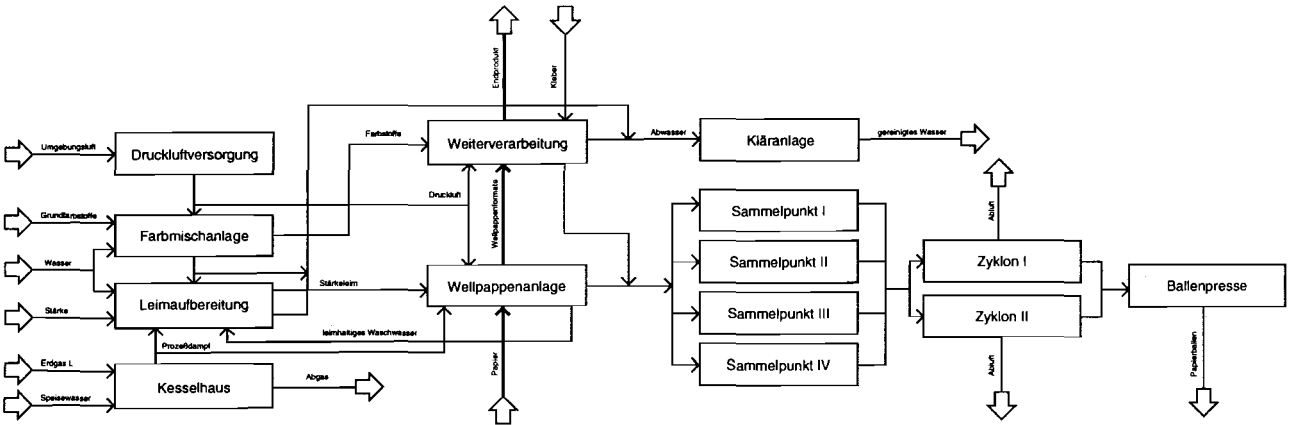 Endprodukt
Kleber
Umgebungsluft
Druckluftversorgung
Farbstoffe
Weiterverarbeitung
Abwasser
Kläranlage
gereinigtes Wasser
Druckluft
Wellpappenformate
Grundfarbstoffe
Farbmischanlage
Wasser
Sammelpunkt I
Sammelpunkt II
Sammelpunkt III
Sammelpunkt IV
Abluft
Zyklon I
Zyklon II
Abluft
Ballenpresse
Papierballen
Stärke
Leimaufbereitung
Stärkeleim
Wellpappenanlage
leimhaltiges Waschwasser
Prozeßdampf
Papier
Erdgas L
Speisewasser
Kesselhaus
Abgas